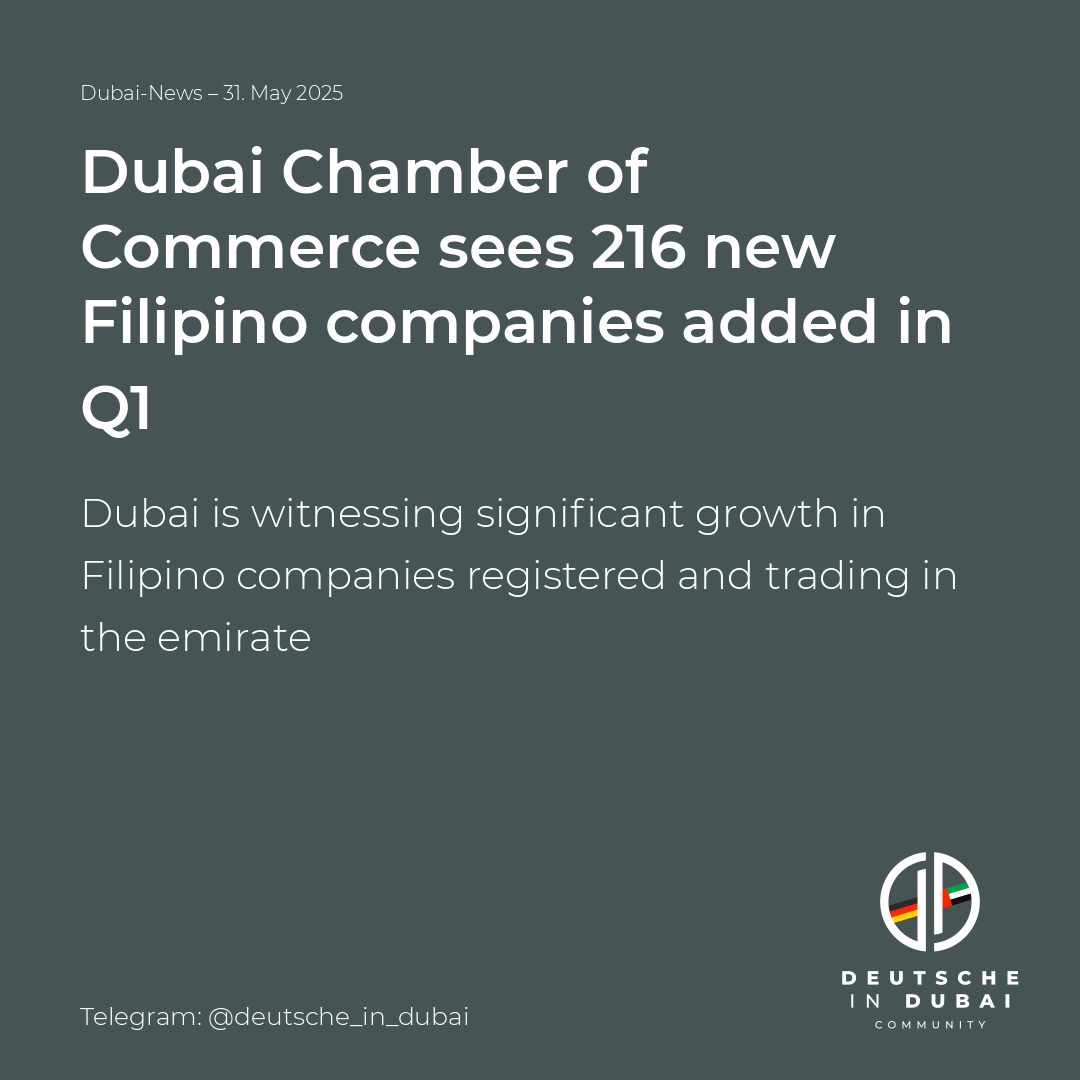 Dubai-News – 31. May 2025
Dubai Chamber of
Commerce sees 216 new
Filipino companies added in
Q1
Dubai is witnessing significant growth in
Filipino companies registered and trading in
the emirate
DEUTSCHE
IN DUBAI
COMMUNITY
Telegram: @deutsche_in_dubai